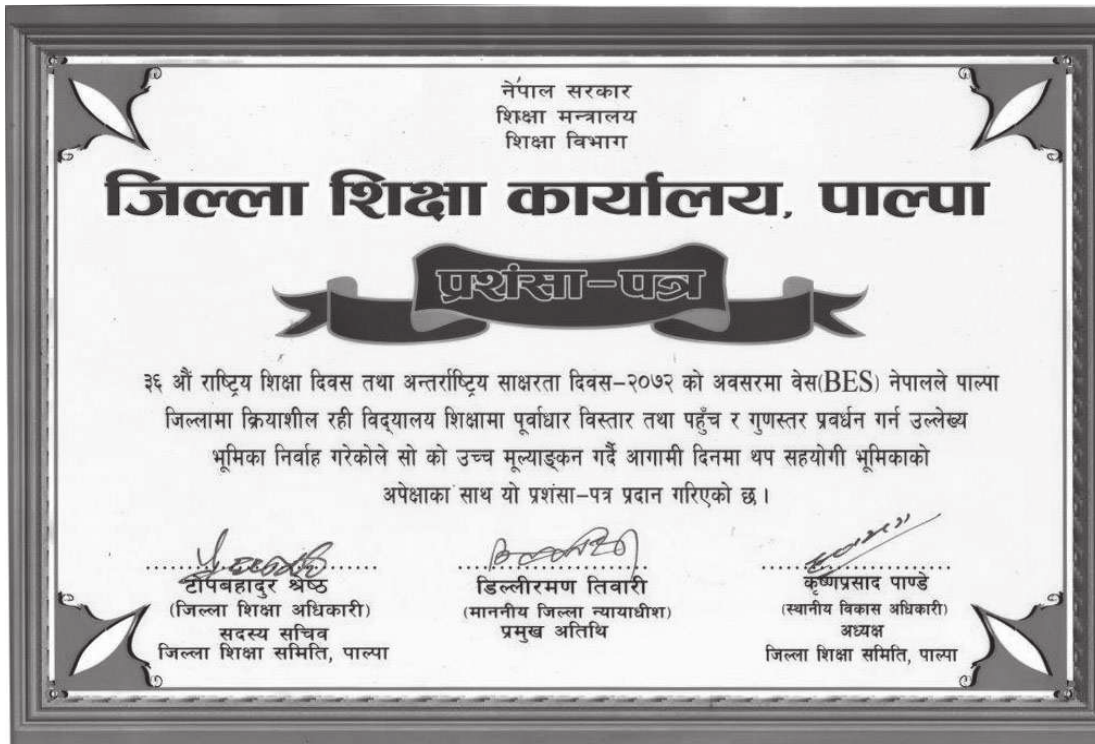 नेपाल सरकार
शिक्षा मन्त्रालय
शिक्षा विभाग
जिल्ला शिक्षा कार्यालय, पाल्पा
प्रशंसा-पत्र
३६ औं राष्ट्रिय शिक्षा दिवस तथा अन्तर्राष्ट्रिय साक्षरता दिवस-२०७२ को अवसरमा वेस(BES) नेपालले पाल्पा
जिल्लामा क्रियाशील रही विद्यालय शिक्षामा पूर्वाधार विस्तार तथा पहुँच र गुणस्तर प्रवर्धन गर्न उल्लेख्य
भूमिका निर्वाह गरेकोले सो को उच्च मूल्याङ्कन गर्दै आगामी दिनमा थप सहयोगी भूमिकाको
अपेक्षाका साथ यो प्रशंसा-पत्र प्रदान गरिएको छ।
टोपबहादुर श्रेष्ठ
(जिल्ला शिक्षा अधिकारी)
सदस्य सचिव
जिल्ला शिक्षा समिति, पाल्पा
डिल्लीरमण तिवारी
(माननीय जिल्ला न्यायाधीश)
प्रमुख अतिथि
कृष्णप्रसाद पाण्डे
(स्थानीय विकास अधिकारी)
अध्यक्ष
जिल्ला शिक्षा समिति, पाल्पा